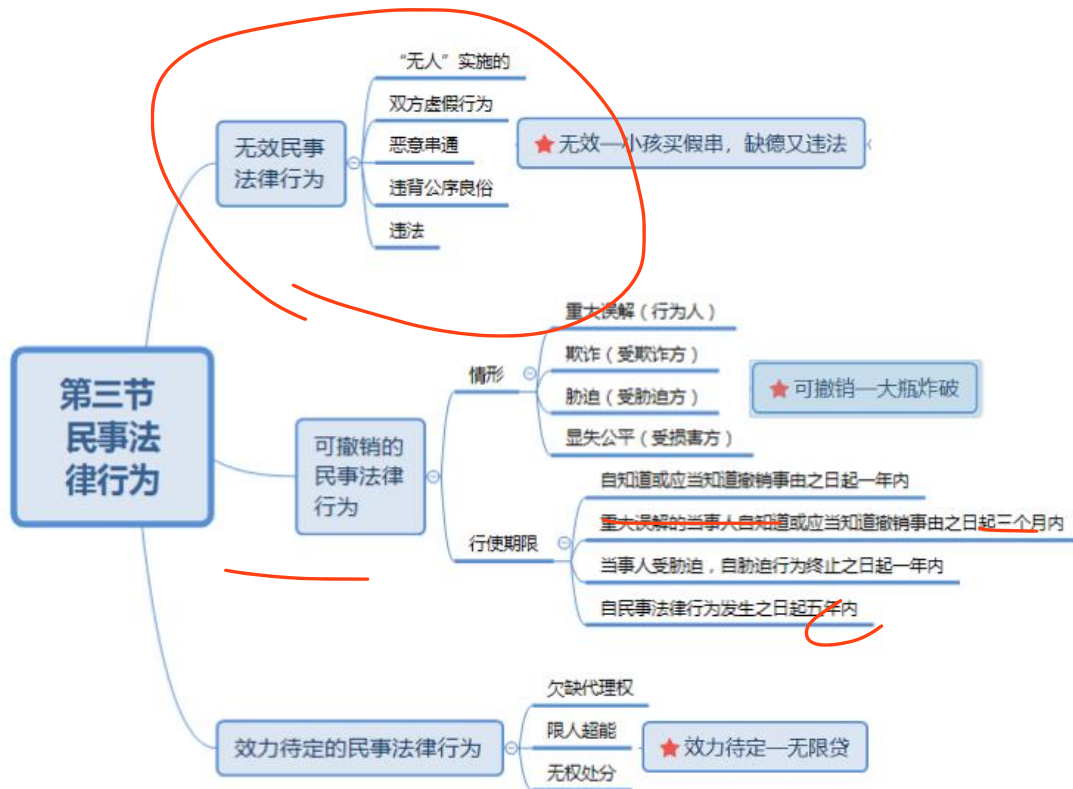 第三节
民事法
律行为
无效民事
法律行为
“无人”实施的
双方虚假行为
恶意串通
违背公序良俗
违法
★无效—小孩买假串，缺德又违法
可撤销的
民事法律
行为
情形
重大误解（行为人）
欺诈（受欺诈方）
胁迫（受胁迫方）
显失公平（受损害方）
★可撤销—大瓶炸破
行使期限
自知道或应当知道撤销事由之日起一年内
重大误解的当事人自知道或应当知道撤销事由之日起三个月内
当事人受胁迫，自胁迫行为终止之日起一年内
自民事法律行为发生之日起五年内
效力待定的民事法律行为
欠缺代理权
限人超能
无权处分
★效力待定—无限贷